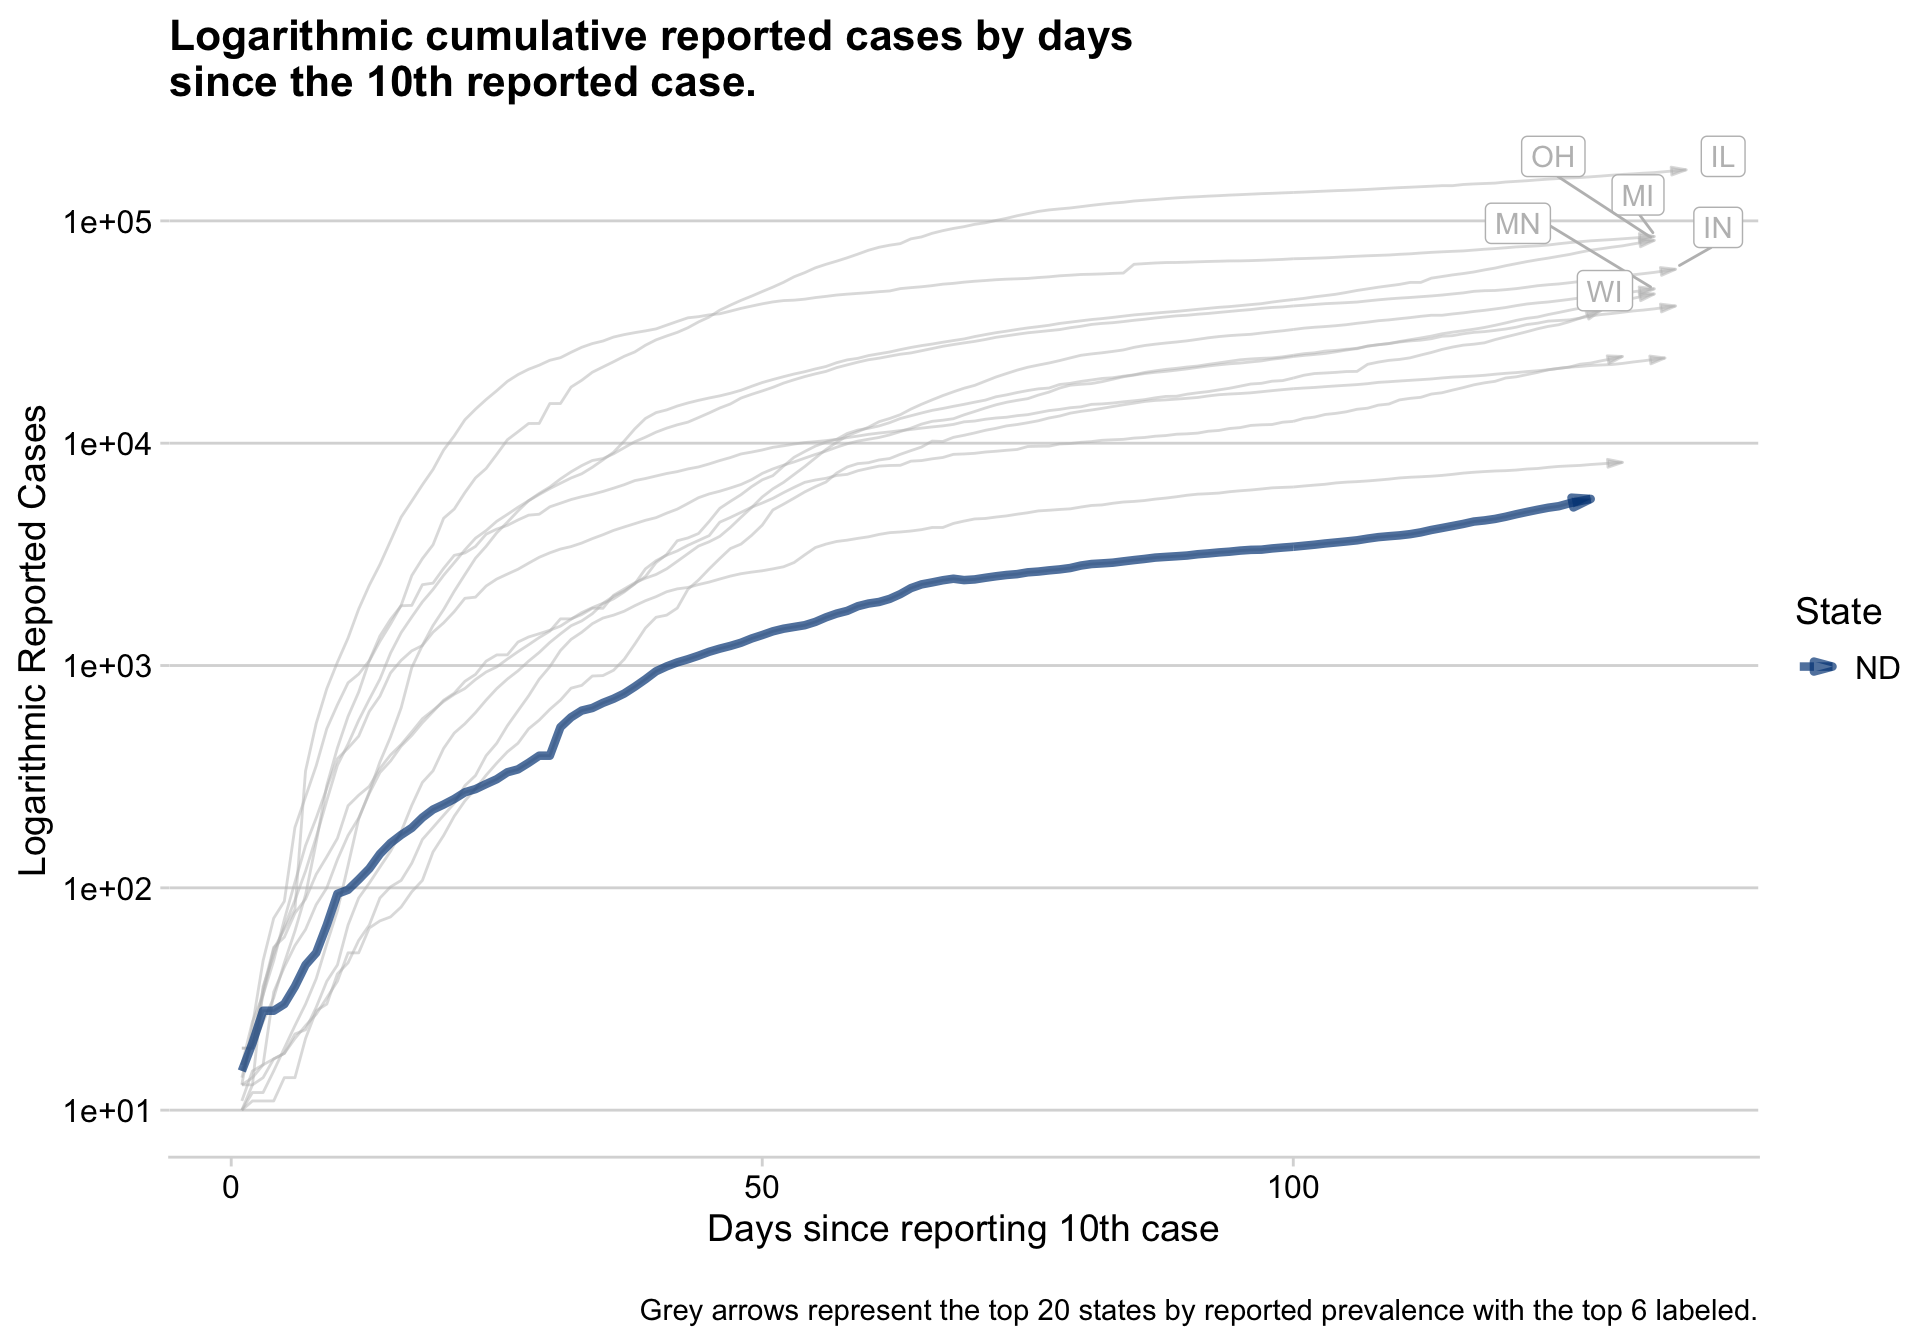 Logarithmic cumulative reported cases by days
since the 10th reported case.
OH
IL
MI
MN
IN
WI
1e+05
1e+04
1e+03
1e+02
1e+01
Logarithmic Reported Cases
State
ND
0
50
100
Days since reporting 10th case
Grey arrows represent the top 20 states by reported prevalence with the top 6 labeled.